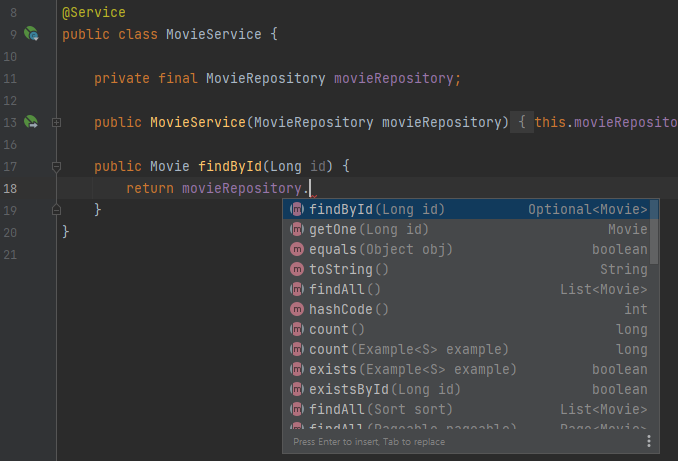 8 @Service
9 public class MovieService {
10
11 private final MovieRepository movieRepository;
12
13 public MovieService(MovieRepository movieRepository) { this.movieReposito
16
17 public Movie findById(Long id) {
18 return movieRepository.
19 }
20 }
21
findById(Long id) Optional<Movie>
getOne(Long id) Movie
equals(Object obj) boolean
toString() String
findAll() List<Movie>
hashCode() int
count() long
count(Example<S> example) long
exists(Example<S> example) boolean
existsById(Long id) boolean
findAll(Sort sort) List<Movie>
findAll(Pageable pageable) Page<Movie>
Press Enter to insert, Tab to replace